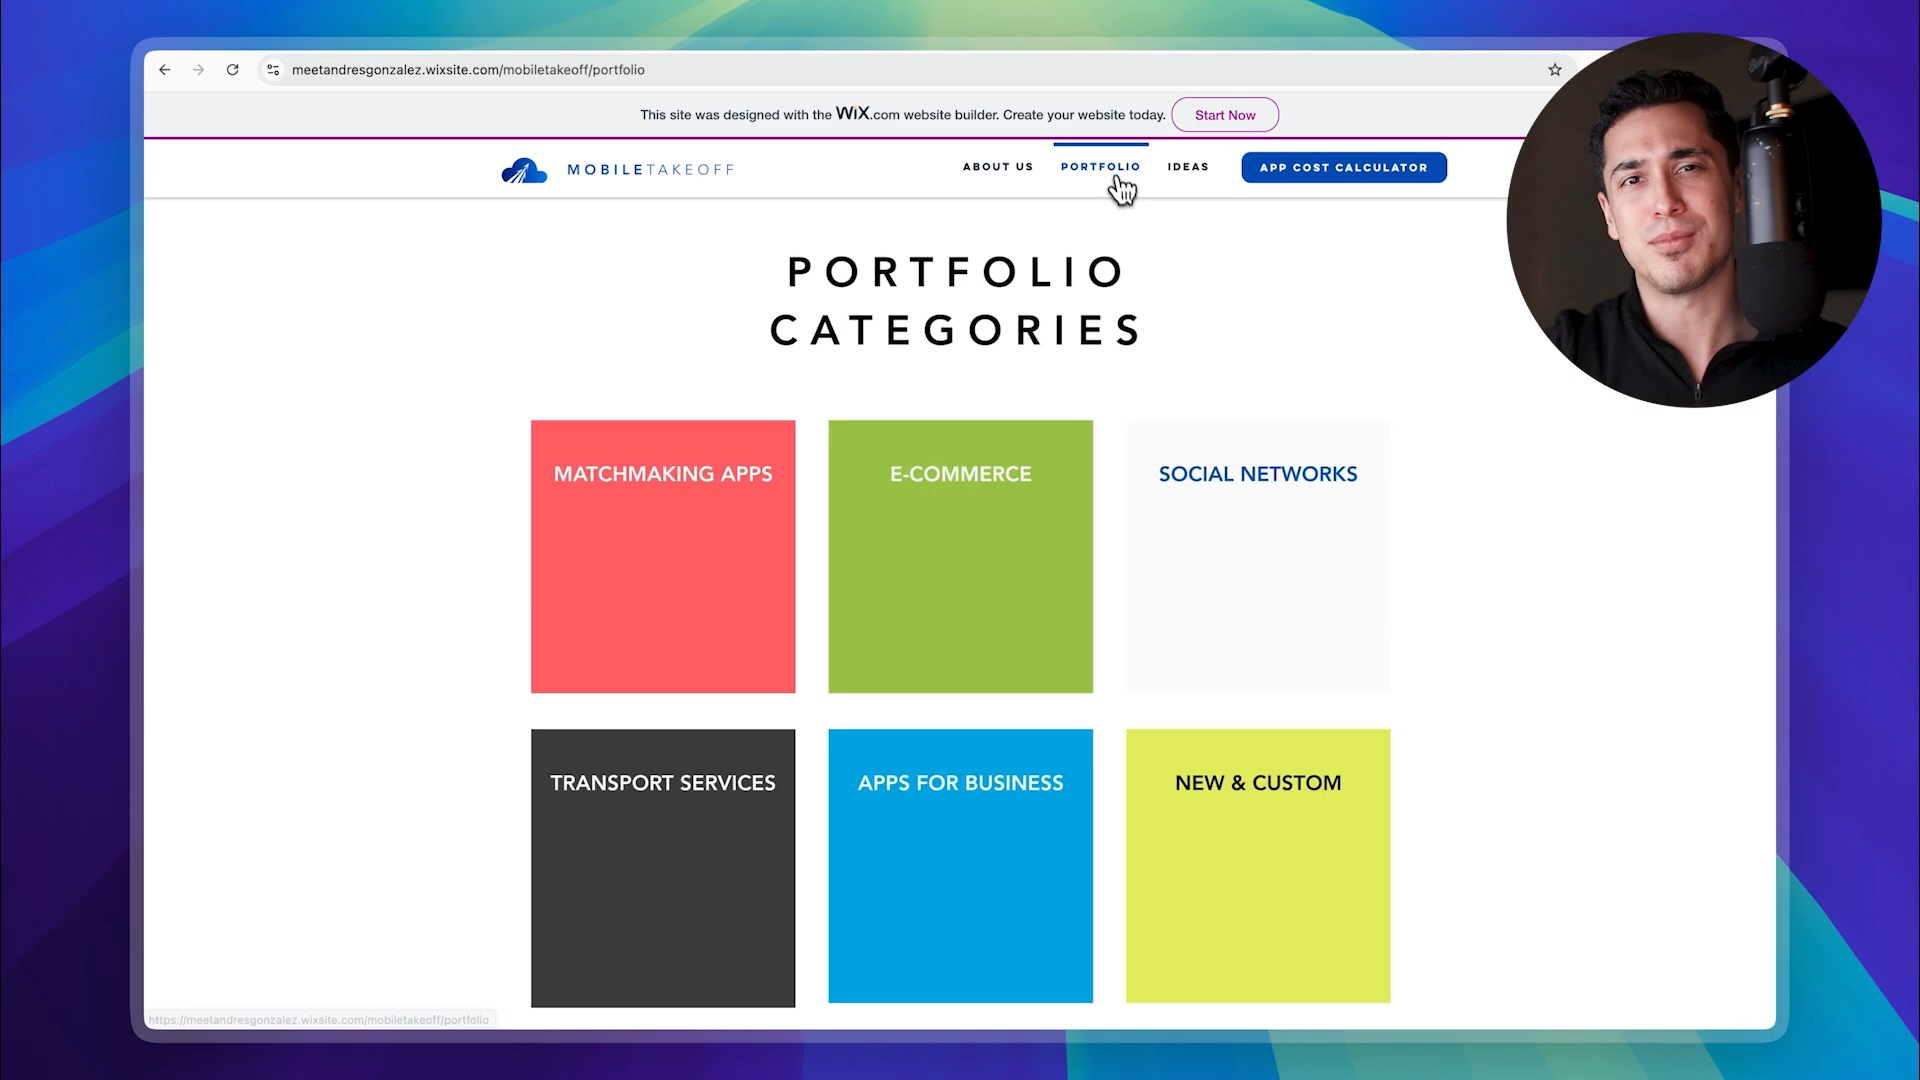 meetandresgonzalez.wixsite.com/mobiletakeoff/portfolio
This site was designed with the WiX.com website builder. Create your website today. Start Now
MOBILETAKEOFF ABOUT US PORTFOLIO IDEAS APP COST CALCULATOR
PORTFOLIO
CATEGORIES
MATCHMAKING APPS E-COMMERCE SOCIAL NETWORKS
TRANSPORT SERVICES APPS FOR BUSINESS NEW & CUSTOM
https://meetandresgonzalez.wixsite.com/mobiletakeoff/portfolio